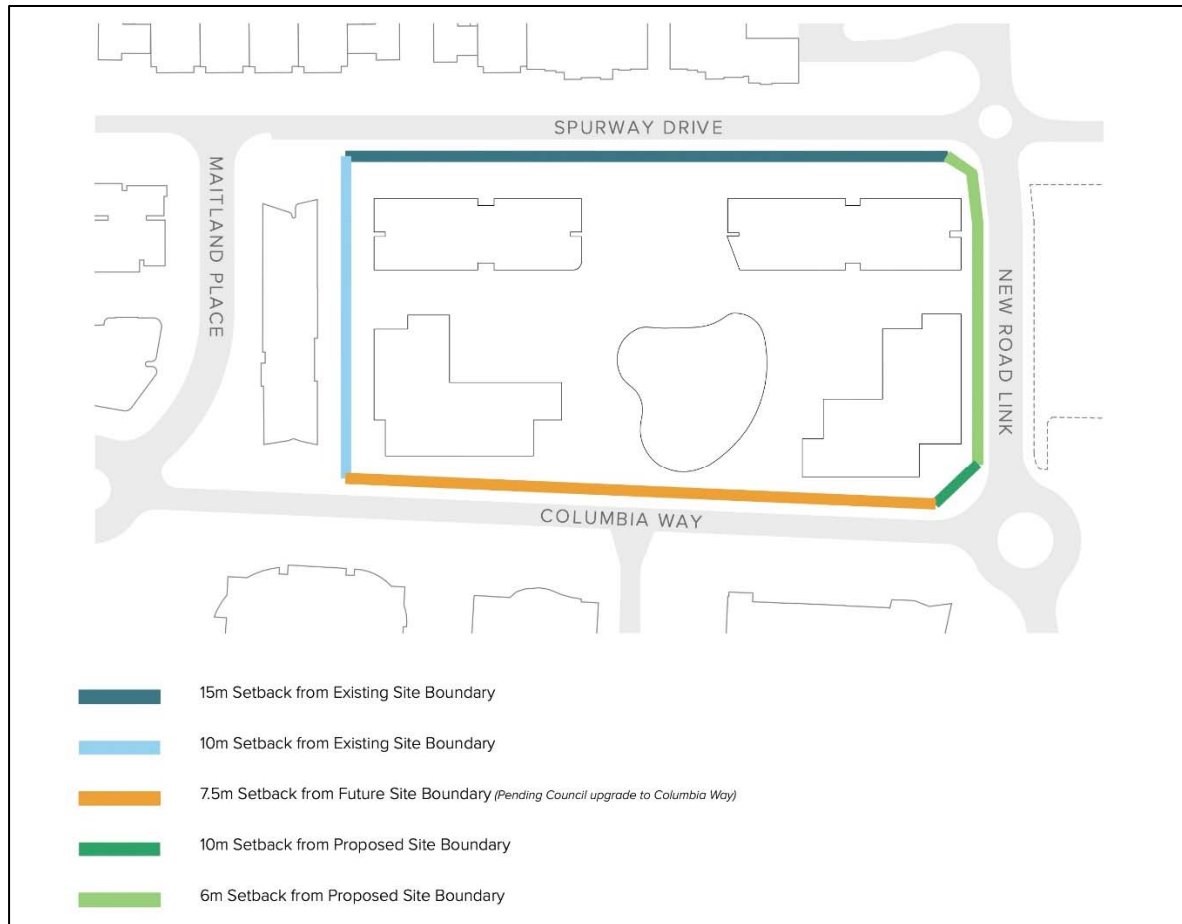 SPURWAY DRIVE
MAITLAND PLACE
NEW ROAD LINK
COLUMBIA WAY
15m Setback from Existing Site Boundary
10m Setback from Existing Site Boundary
7.5m Setback from Future Site Boundary (Pending Council upgrade to Columbia Way)
10m Setback from Proposed Site Boundary
6m Setback from Proposed Site Boundary